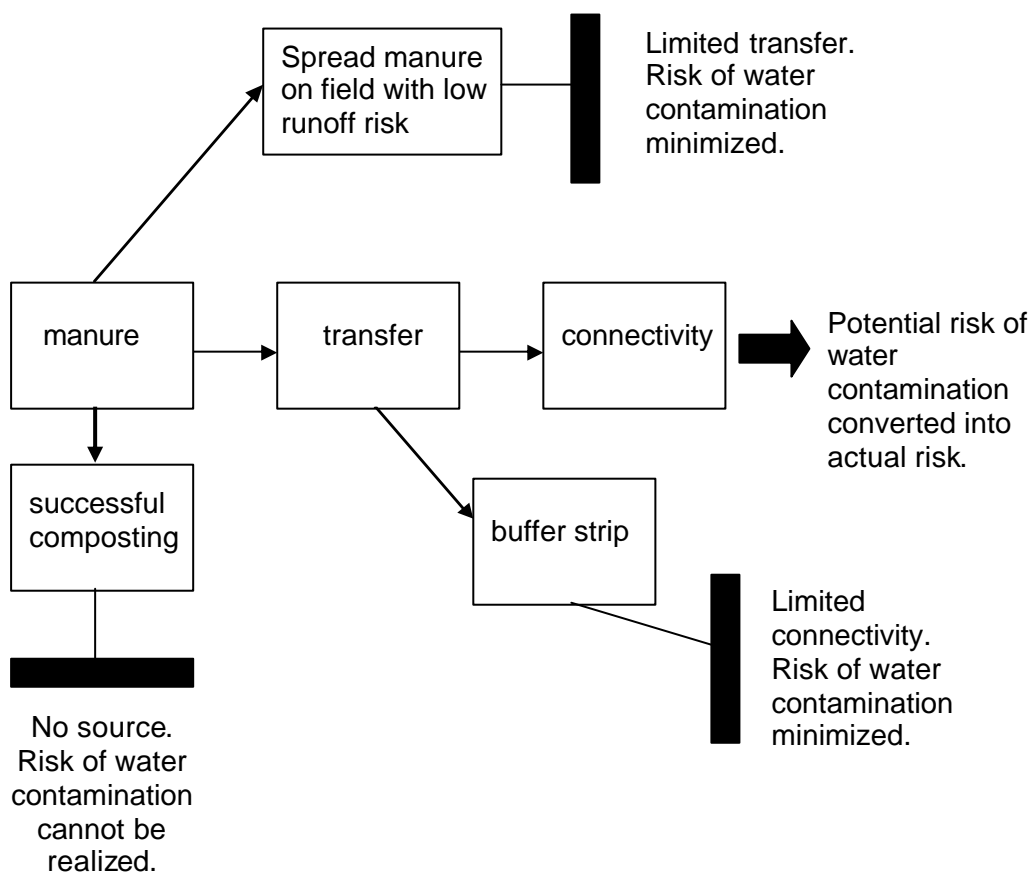 Spread manure
on field with low
runoff risk
Limited transfer.
Risk of water
contamination
minimized.
manure
transfer
connectivity
Potential risk of
water
contamination
converted into
actual risk.
successful
composting
buffer strip
Limited
connectivity.
Risk of water
contamination
minimized.
No source.
Risk of water
contamination
cannot be
realized.